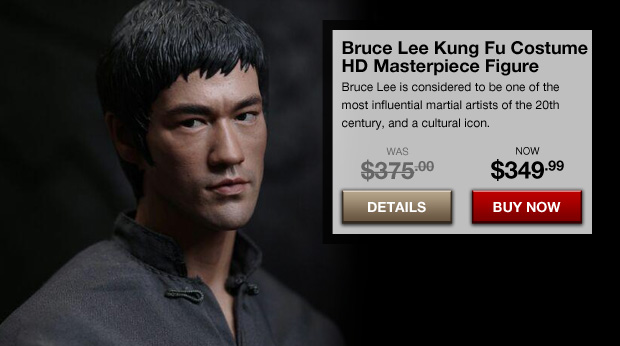 Bruce Lee Kung Fu Costume
HD Masterpiece Figure
Bruce Lee is considered to be one of the
most influential martial artists of the 20th
century, and a cultural icon.
WAS NOW
$375.00 $349.99
DETAILS BUY NOW